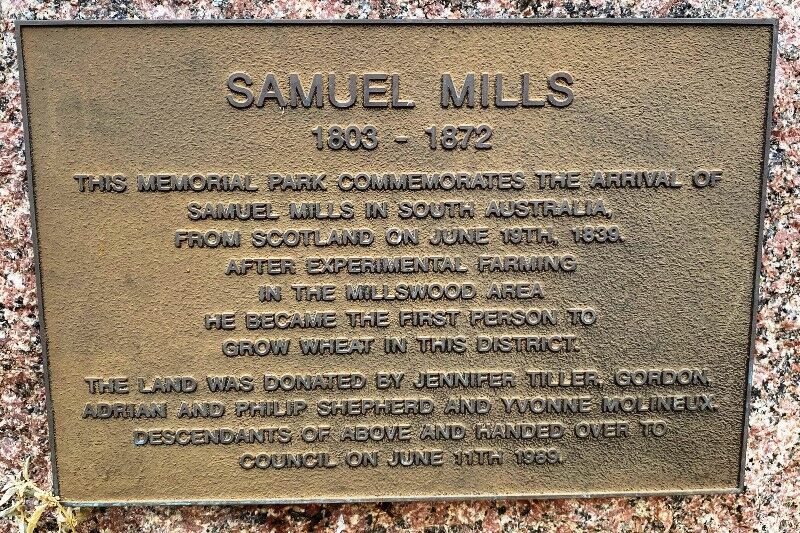 SAMUEL MILLS
1803 - 1872
THIS MEMORIAL PARK COMMEMORATES THE ARRIVAL OF
SAMUEL MILLS IN SOUTH AUSTRALIA,
FROM SCOTLAND ON JUNE 19TH, 1839.
AFTER EXPERIMENTAL FARMING
IN THE MILLSWOOD AREA
HE BECAME THE FIRST PERSON TO
GROW WHEAT IN THIS DISTRICT.
THE LAND WAS DONATED BY JENNIFER TILLER, GORDON,
ADRIAN AND PHILIP SHEPHERD AND YVONNE MOLINEUX.
DESCENDANTS OF ABOVE AND HANDED OVER TO
COUNCIL ON JUNE 11TH 1989.